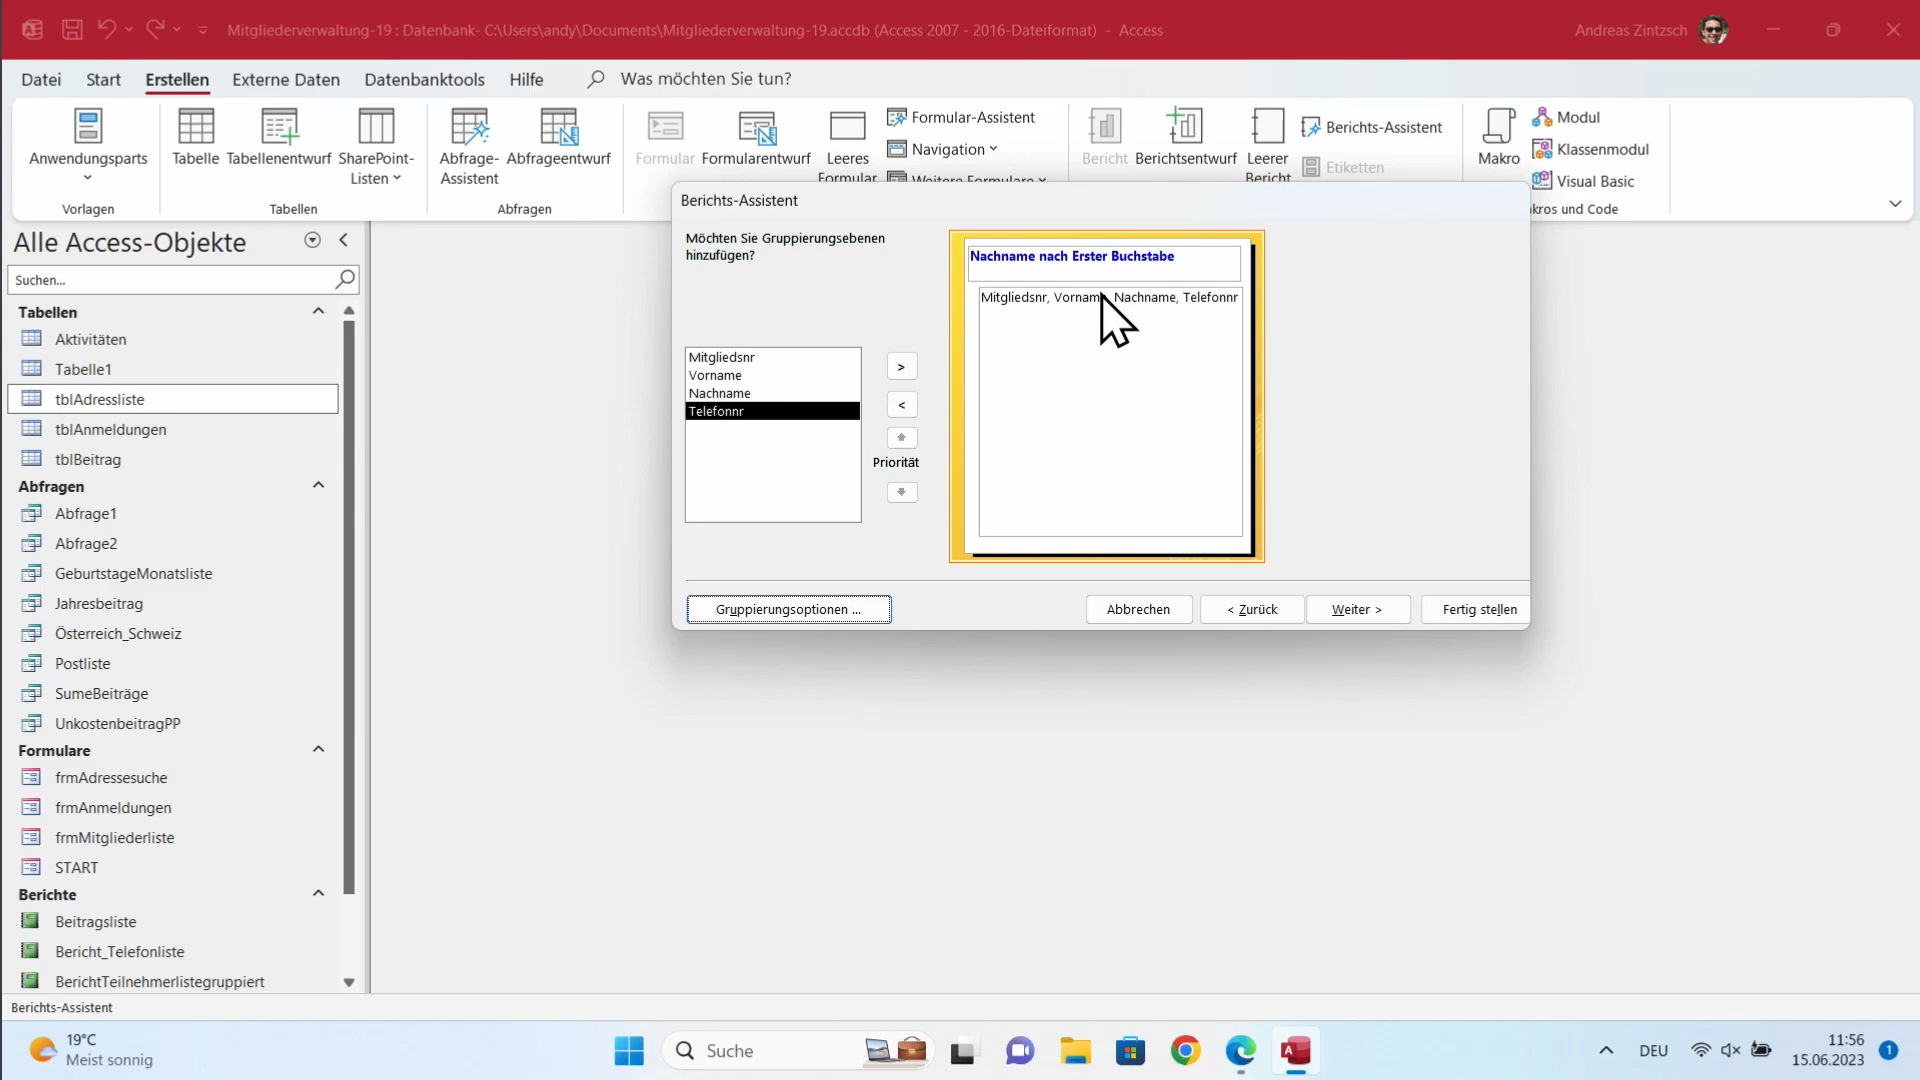 Mitgliederverwaltung-19 : Datenbank- C:\Users\andy\Documents\Mitgliederverwaltung-19.accdb (Access 2007 - 2016-Dateiformat) - Access
Andreas Zintzsch
Datei Start Erstellen Externe Daten Datenbanktools Hilfe Was möchten Sie tun?
Anwendungsparts
Vorlagen
Tabelle
Tabellenentwurf
SharePoint-
Listen
Tabellen
Abfrage-
Assistent
Abfrageentwurf
Abfragen
Formular
Formularentwurf
Leeres
Formular
Formular-Assistent
Navigation
Weitere Formulare
Bericht
Berichtsentwurf
Leerer
Bericht
Berichts-Assistent
Etiketten
Makro
Modul
Klassenmodul
Visual Basic
kros und Code
Alle Access-Objekte
Suchen...
Tabellen
Aktivitäten
Tabelle1
tblAdressliste
tblAnmeldungen
tblBeitrag
Abfragen
Abfrage1
Abfrage2
GeburtstageMonatsliste
Jahresbeitrag
Österreich_Schweiz
Postliste
SumeBeiträge
UnkostenbeitragPP
Formulare
frmAdressesuche
frmAnmeldungen
frmMitgliederliste
START
Berichte
Beitragsliste
Bericht_Telefonliste
BerichtTeilnehmerlistegruppiert
Berichts-Assistent
Möchten Sie Gruppierungsebenen
hinzufügen?
Mitgliedsnr
Vorname
Nachname
Telefonnr
>
<
Priorität
Nachname nach Erster Buchstabe
Mitgliedsnr, Vorname, Nachname, Telefonnr
Gruppierungsoptionen ...
Abbrechen
< Zurück
Weiter >
Fertig stellen
Berichts-Assistent
19°C
Meist sonnig
Suche
DEU
11:56
15.06.2023
1